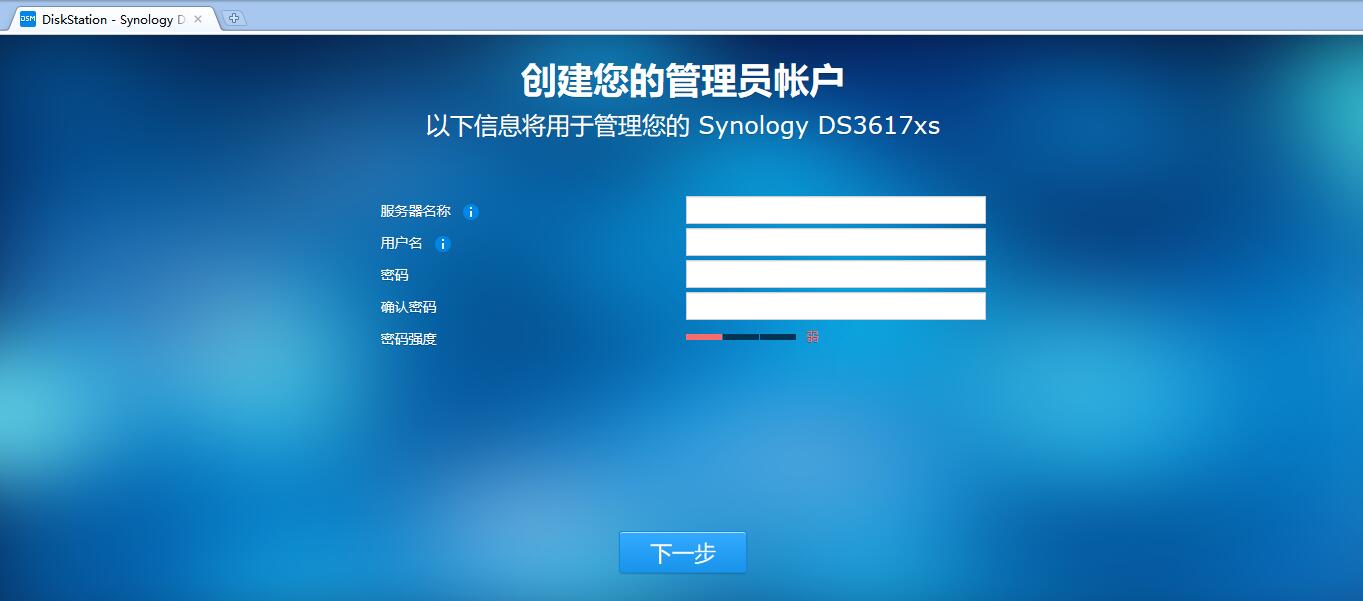 DSM DiskStation - Synology D
创建您的管理员帐户
以下信息将用于管理您的 Synology DS3617xs
服务器名称 i
用户名 i
密码
确认密码
密码强度 弱
下一步